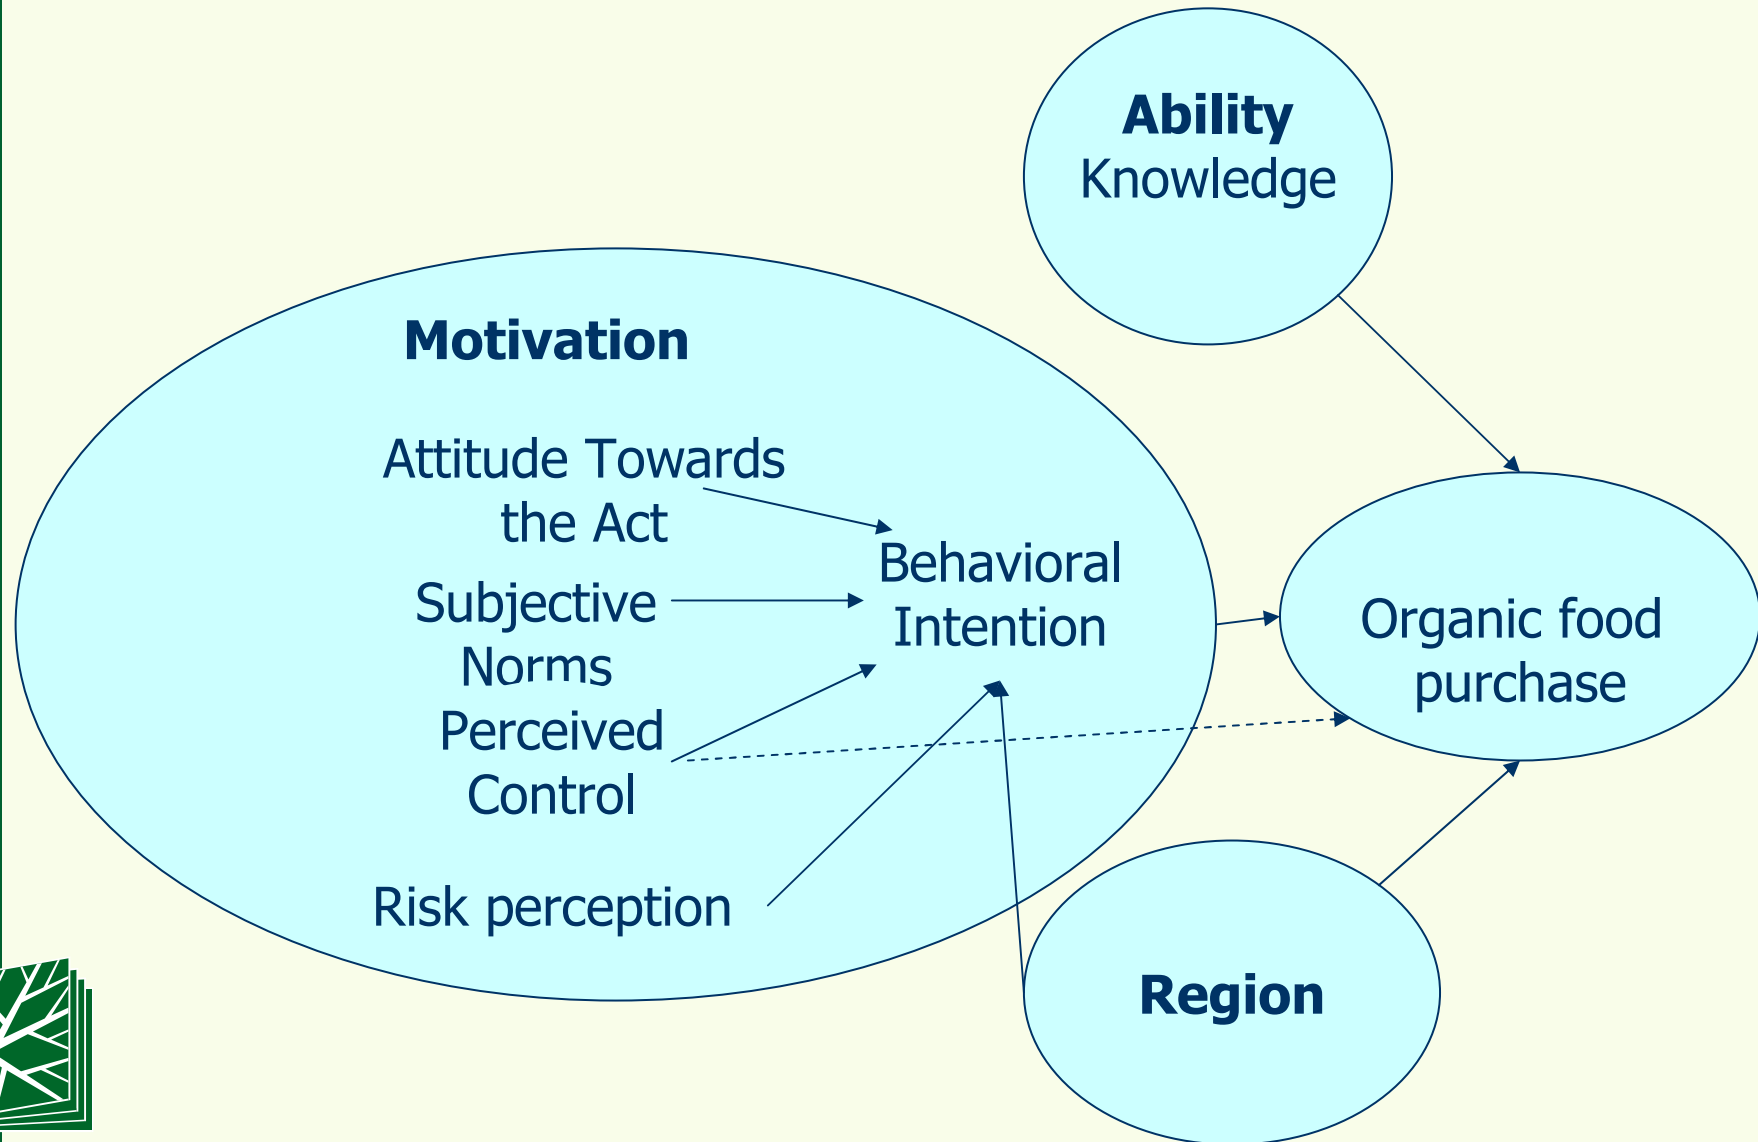 Ability
Knowledge
Motivation
Attitude Towards
the Act
Subjective
Norms
Perceived
Control
Risk perception
Behavioral
Intention
Organic food
purchase
Region